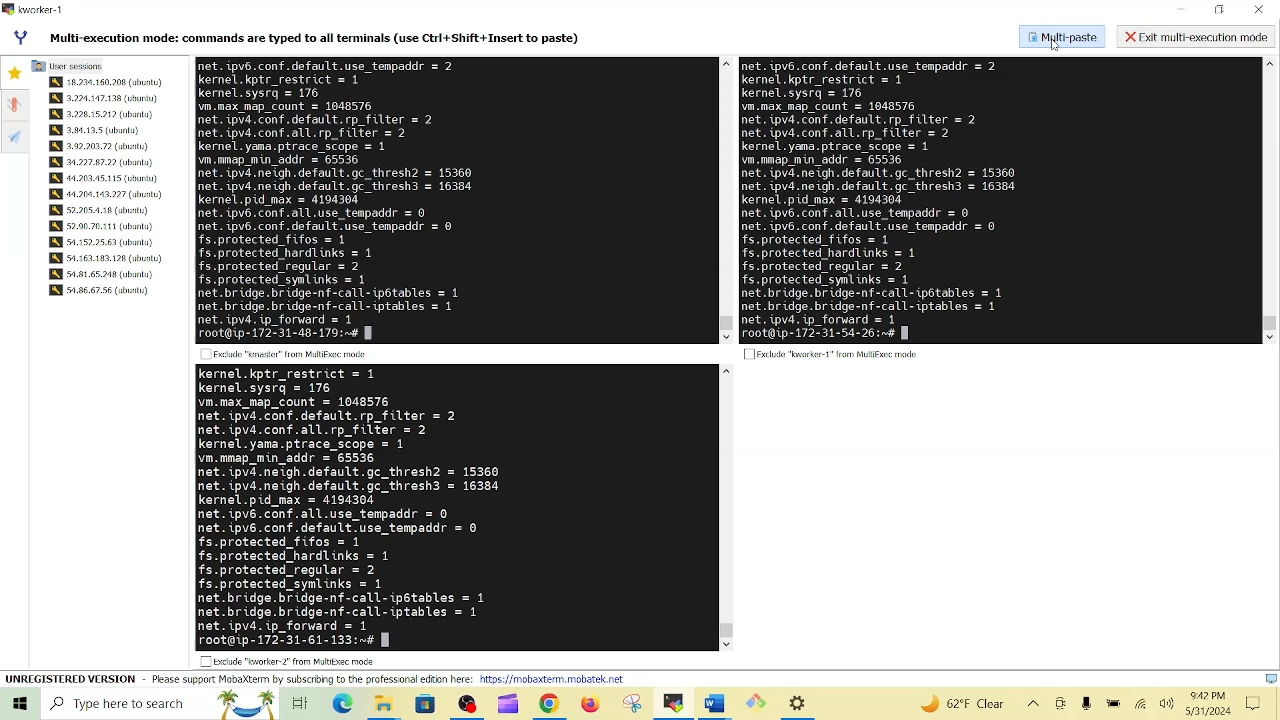 kworker-1
Multi-execution mode: commands are typed to all terminals (use Ctrl+Shift+Insert to paste)
Multi-paste
Exit multi-execution mode
User sessions
18.234.160.208 (ubuntu)
3.224.147.138 (ubuntu)
3.228.15.212 (ubuntu)
3.84.13.5 (ubuntu)
3.92.203.72 (ubuntu)
34.227.87.22 (ubuntu)
44.203.45.115 (ubuntu)
44.204.143.227 (ubuntu)
52.205.4.18 (ubuntu)
52.90.70.111 (ubuntu)
54.152.25.63 (ubuntu)
54.163.183.128 (ubuntu)
54.81.65.248 (ubuntu)
54.86.67.56 (ubuntu)
net.ipv6.conf.default.use_tempaddr = 2
kernel.kptr_restrict = 1
kernel.sysrq = 176
vm.max_map_count = 1048576
net.ipv4.conf.default.rp_filter = 2
net.ipv4.conf.all.rp_filter = 2
kernel.yama.ptrace_scope = 1
vm.mmap_min_addr = 65536
net.ipv4.neigh.default.gc_thresh2 = 15360
net.ipv4.neigh.default.gc_thresh3 = 16384
kernel.pid_max = 4194304
net.ipv6.conf.all.use_tempaddr = 0
net.ipv6.conf.default.use_tempaddr = 0
fs.protected_fifos = 1
fs.protected_hardlinks = 1
fs.protected_regular = 2
fs.protected_symlinks = 1
net.bridge.bridge-nf-call-ip6tables = 1
net.bridge.bridge-nf-call-iptables = 1
net.ipv4.ip_forward = 1
root@ip-172-31-48-179:~#
Exclude "kmaster" from MultiExec mode
net.ipv6.conf.default.use_tempaddr = 2
kernel.kptr_restrict = 1
kernel.sysrq = 176
vm.max_map_count = 1048576
net.ipv4.conf.default.rp_filter = 2
net.ipv4.conf.all.rp_filter = 2
kernel.yama.ptrace_scope = 1
vm.mmap_min_addr = 65536
net.ipv4.neigh.default.gc_thresh2 = 15360
net.ipv4.neigh.default.gc_thresh3 = 16384
kernel.pid_max = 4194304
net.ipv6.conf.all.use_tempaddr = 0
net.ipv6.conf.default.use_tempaddr = 0
fs.protected_fifos = 1
fs.protected_hardlinks = 1
fs.protected_regular = 2
fs.protected_symlinks = 1
net.bridge.bridge-nf-call-ip6tables = 1
net.bridge.bridge-nf-call-iptables = 1
net.ipv4.ip_forward = 1
root@ip-172-31-54-26:~#
Exclude "kworker-1" from MultiExec mode
kernel.kptr_restrict = 1
kernel.sysrq = 176
vm.max_map_count = 1048576
net.ipv4.conf.default.rp_filter = 2
net.ipv4.conf.all.rp_filter = 2
kernel.yama.ptrace_scope = 1
vm.mmap_min_addr = 65536
net.ipv4.neigh.default.gc_thresh2 = 15360
net.ipv4.neigh.default.gc_thresh3 = 16384
kernel.pid_max = 4194304
net.ipv6.conf.all.use_tempaddr = 0
net.ipv6.conf.default.use_tempaddr = 0
fs.protected_fifos = 1
fs.protected_hardlinks = 1
fs.protected_regular = 2
fs.protected_symlinks = 1
net.bridge.bridge-nf-call-ip6tables = 1
net.bridge.bridge-nf-call-iptables = 1
net.ipv4.ip_forward = 1
root@ip-172-31-61-133:~#
Exclude "kworker-2" from MultiExec mode
UNREGISTERED VERSION - Please support MobaXterm by subscribing to the professional edition here: https://mobaxterm.mobatek.net
Type here to search
62°F Clear
9:42 PM
5/31/2024